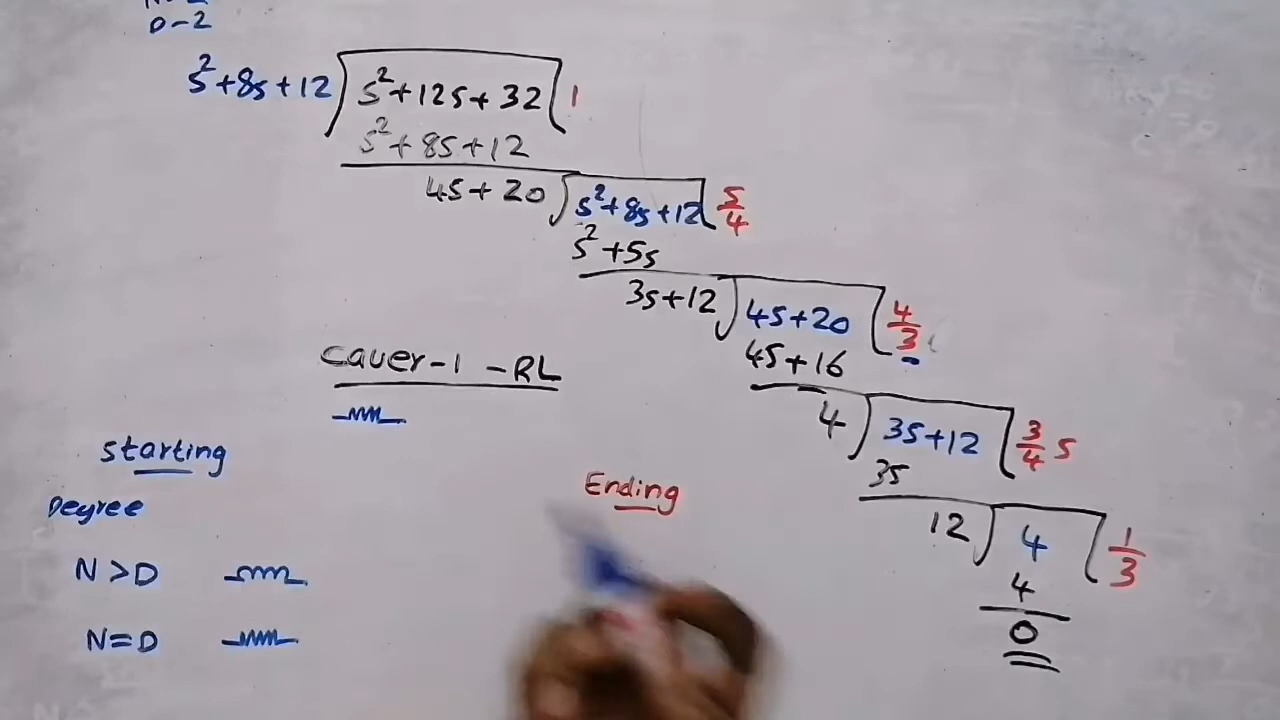 D-2
s²+8s+12 ) s²+12s+32 ( 1
s²+8s+12
4s+20 ) s²+8s+12 ( 5/4
s²+5s
3s+12 ) 4s+20 ( 4/3
4s+16
4 ) 3s+12 ( 3/4 s
3s
12 ) 4 ( 1/3
4
0
Cauer-1 -RL
starting
Degree
N>D
N=D
Ending